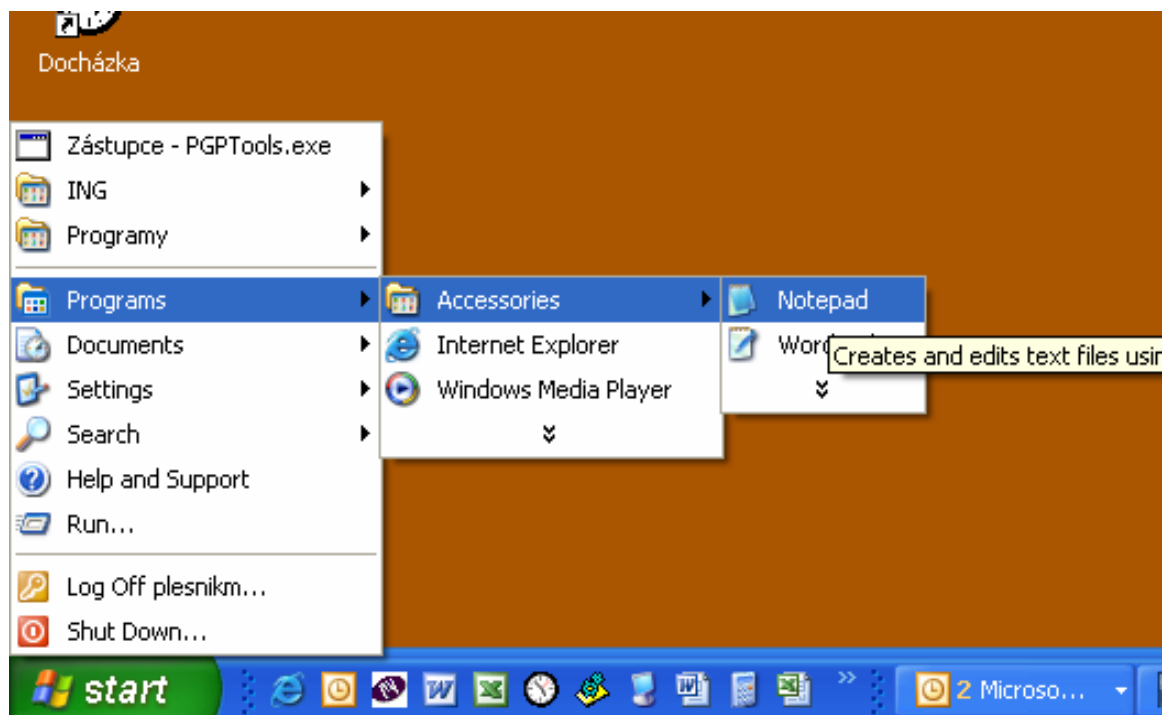 Docházka
Zástupce - PGPTools.exe
ING
Programy
Programs
Accessories
Notepad
Documents
Internet Explorer
Creates and edits text files usin
Settings
Windows Media Player
Search
Help and Support
Run...
Log Off plesnikm...
Shut Down...
start
2 Microso...